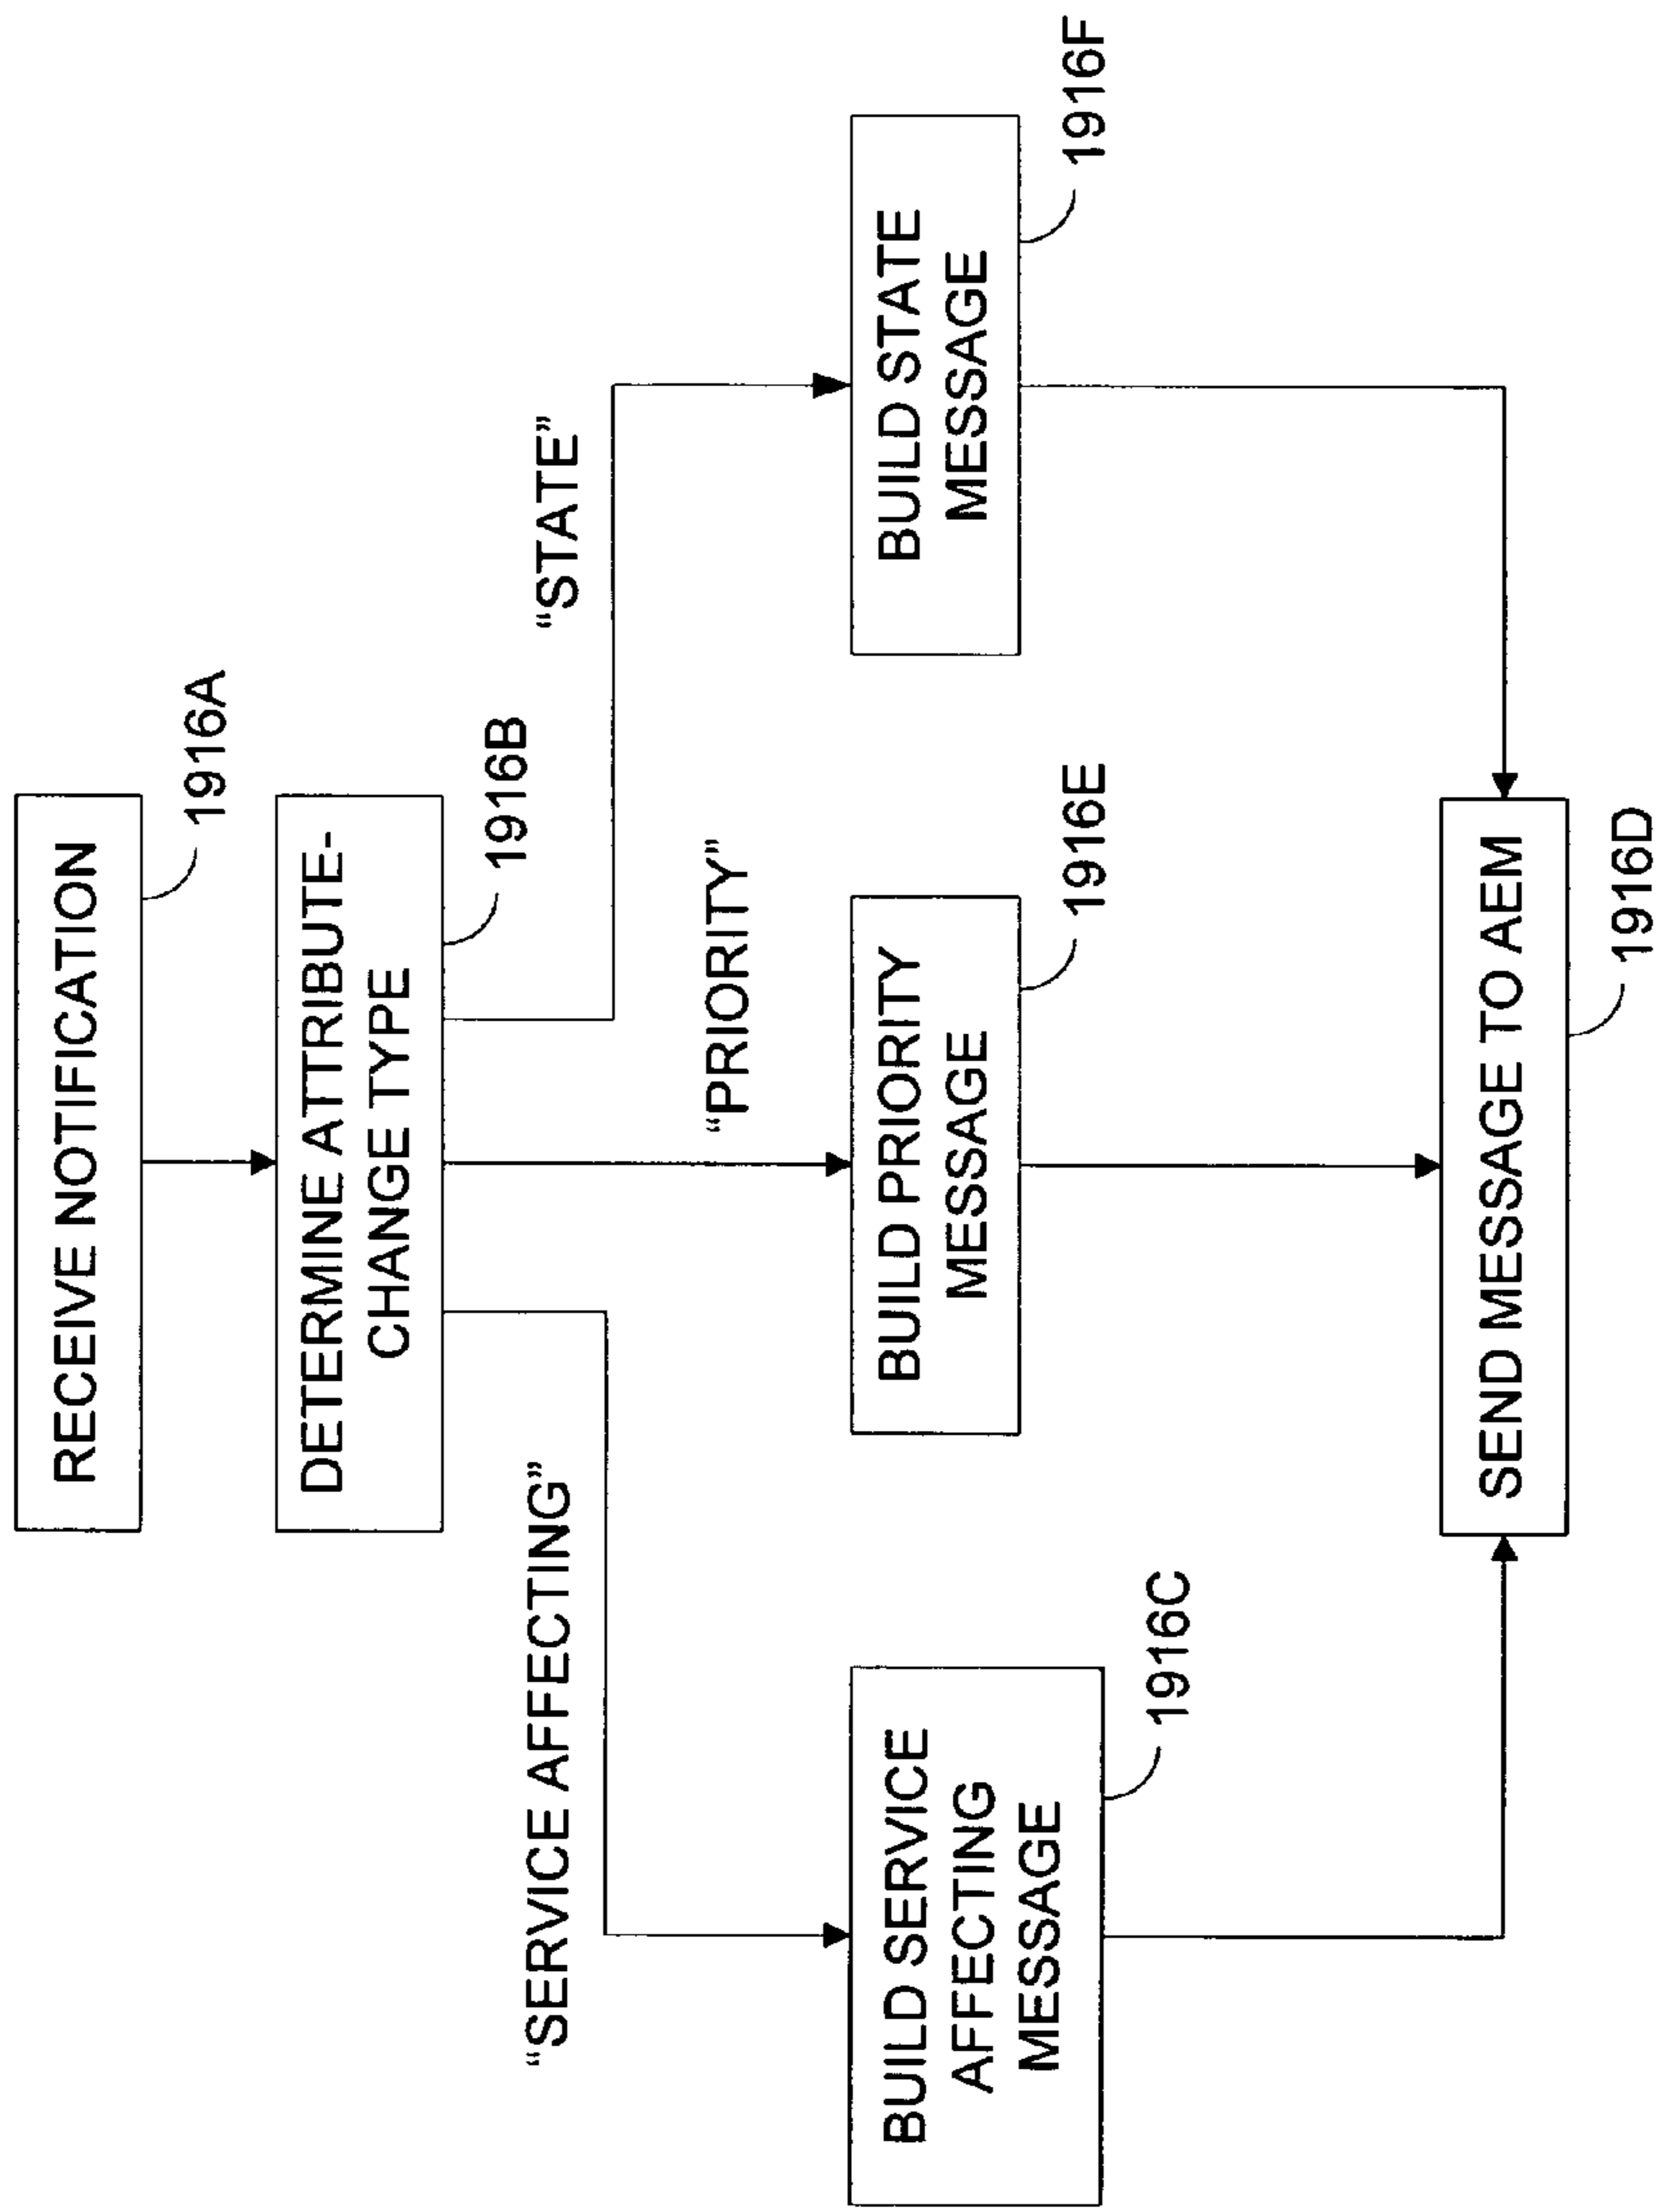 RECEIVE NOTIFICATION
1916A
DETERMINE ATTRIBUTE-
CHANGE TYPE
1916B
“SERVICE AFFECTING”
“PRIORITY”
“STATE”
BUILD SERVICE
AFFECTING
MESSAGE
1916C
BUILD PRIORITY
MESSAGE
1916E
BUILD STATE
MESSAGE
1916F
SEND MESSAGE TO AEM
1916D